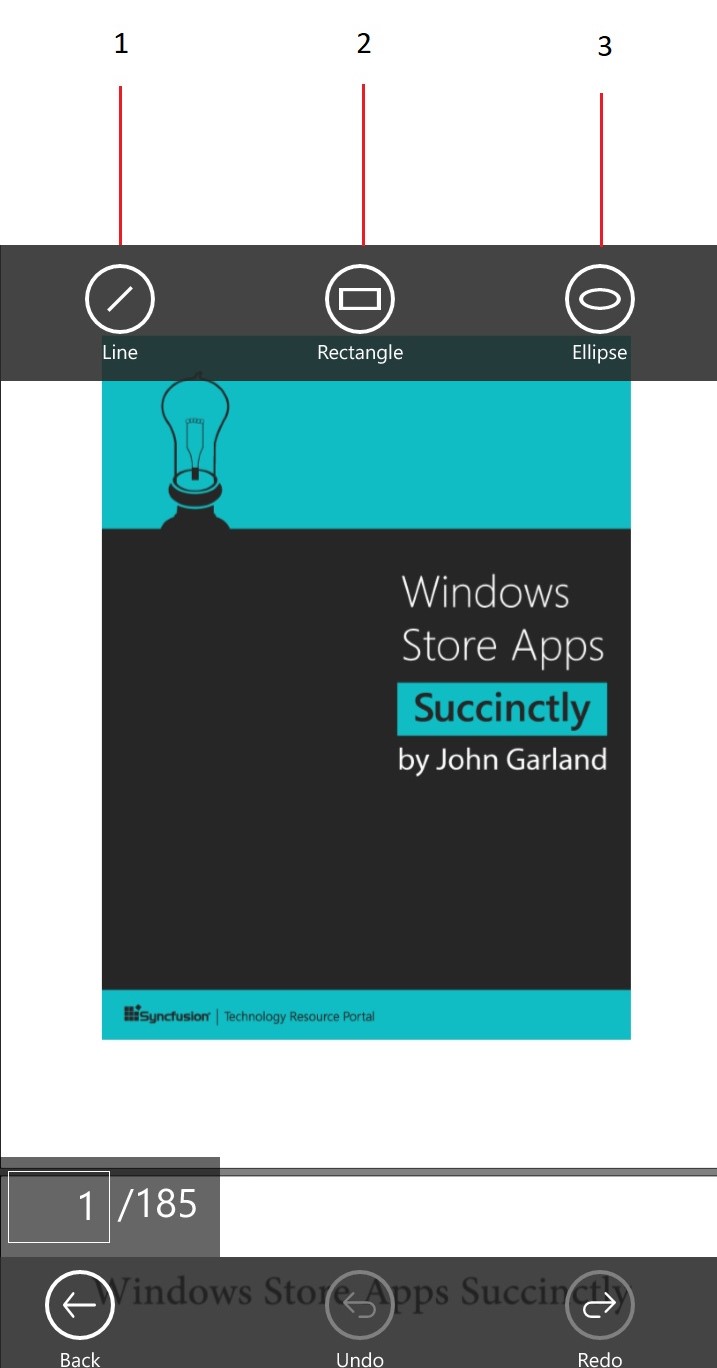 1 2 3
Line Rectangle Ellipse
Windows
Store Apps
Succinctly
by John Garland
Syncfusion | Technology Resource Portal
1 /185
Windows Store Apps Succinctly
Back Undo Redo